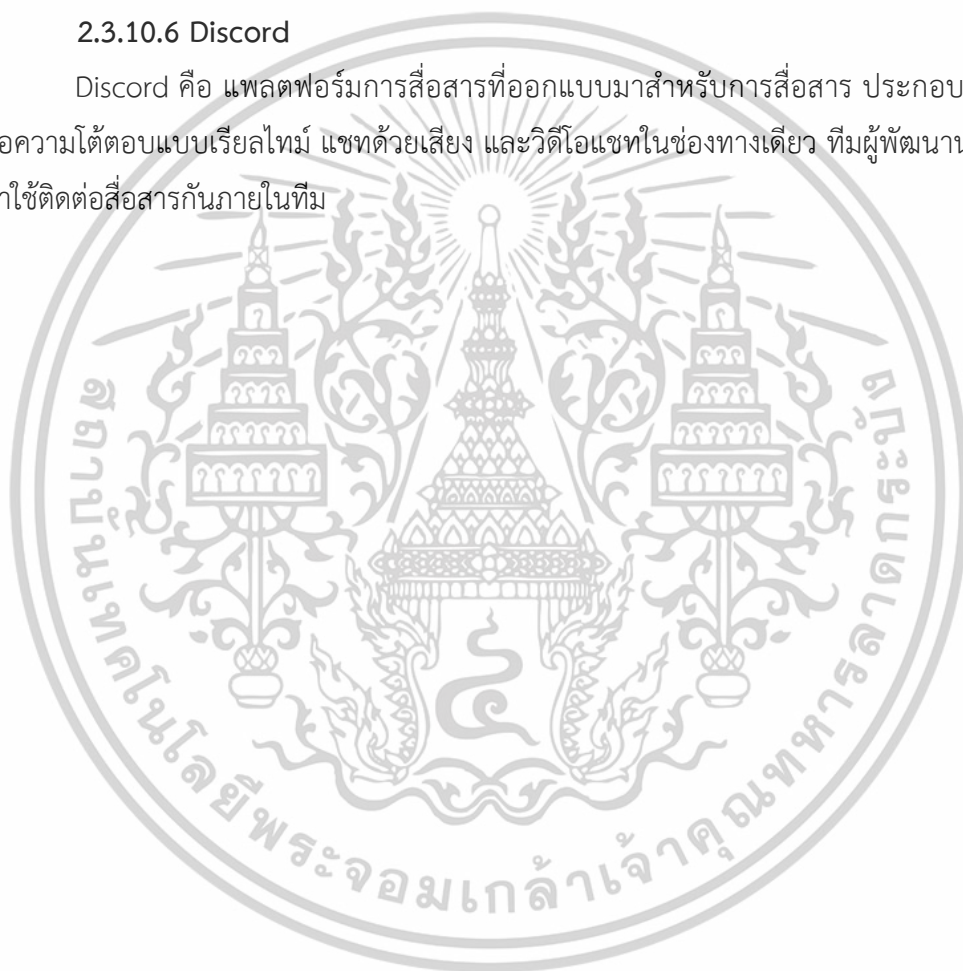 2.3.10.6 Discord
Discord คือ แพลตฟอร์มการสื่อสารที่ออกแบบมาสำหรับการสื่อสาร ประกอบ
อความโต้ตอบแบบเรียลไทม์ แชทด้วยเสียง และวิดีโอแชทในช่องทางเดียว ทีมผู้พัฒนาน
าใช้ติดต่อสื่อสารกันภายในทีม
สถาบันเทคโนโลยีพระจอมเกล้าเจ้าคุณทหารลาดกระบัง
๔